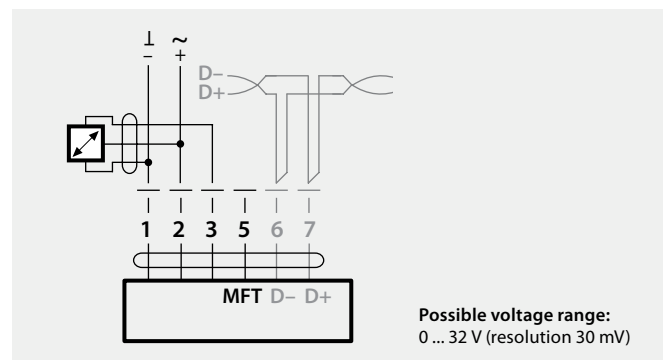 ⊥ ~
– +
D–
D+
1 2 3 5 6 7
MFT D– D+
Possible voltage range:
0 ... 32 V (resolution 30 mV)